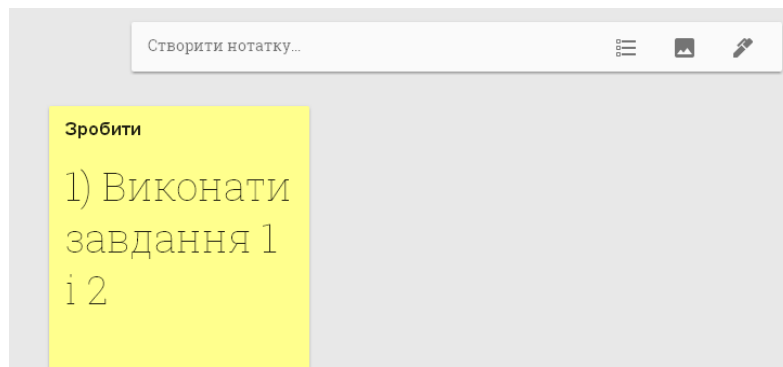 Створити нотатку...
Зробити
1) Виконати
завдання 1
і 2